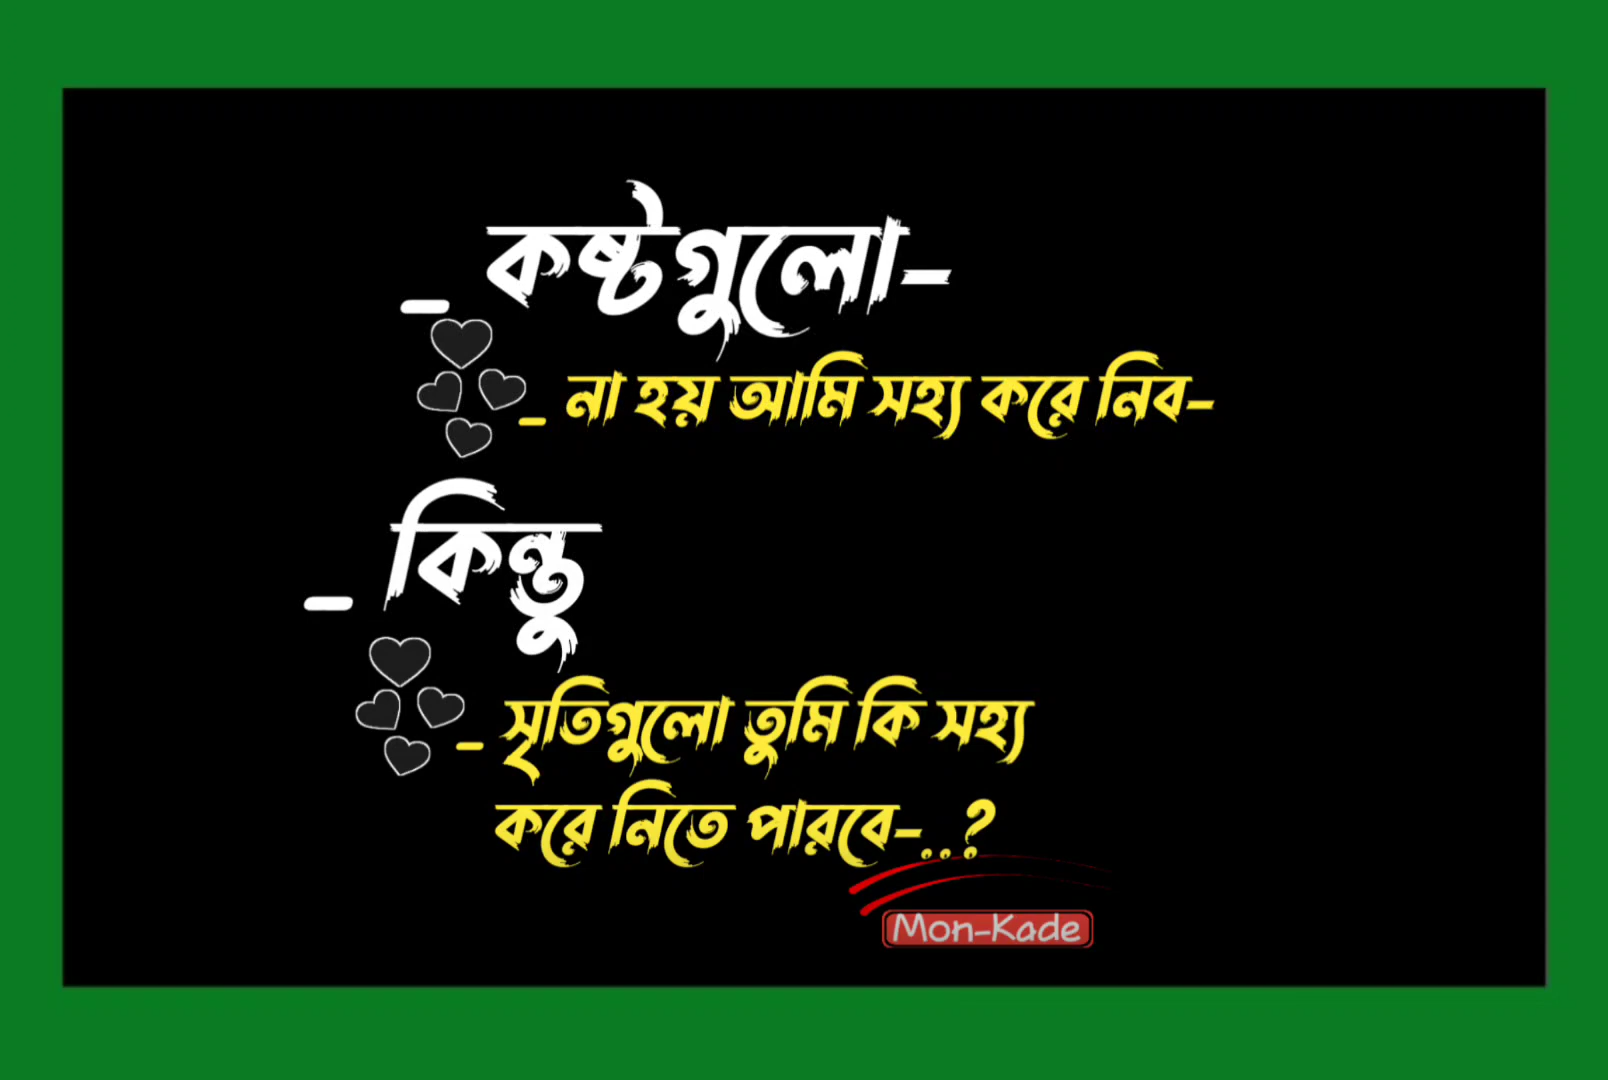 _ কষ্টগুলো-
_ না হয় আমি সহ্য করে নিব-
_ কিন্তু
_ সৃতিগুলো তুমি কি সহ্য
করে নিতে পারবে-..?
Mon-Kade